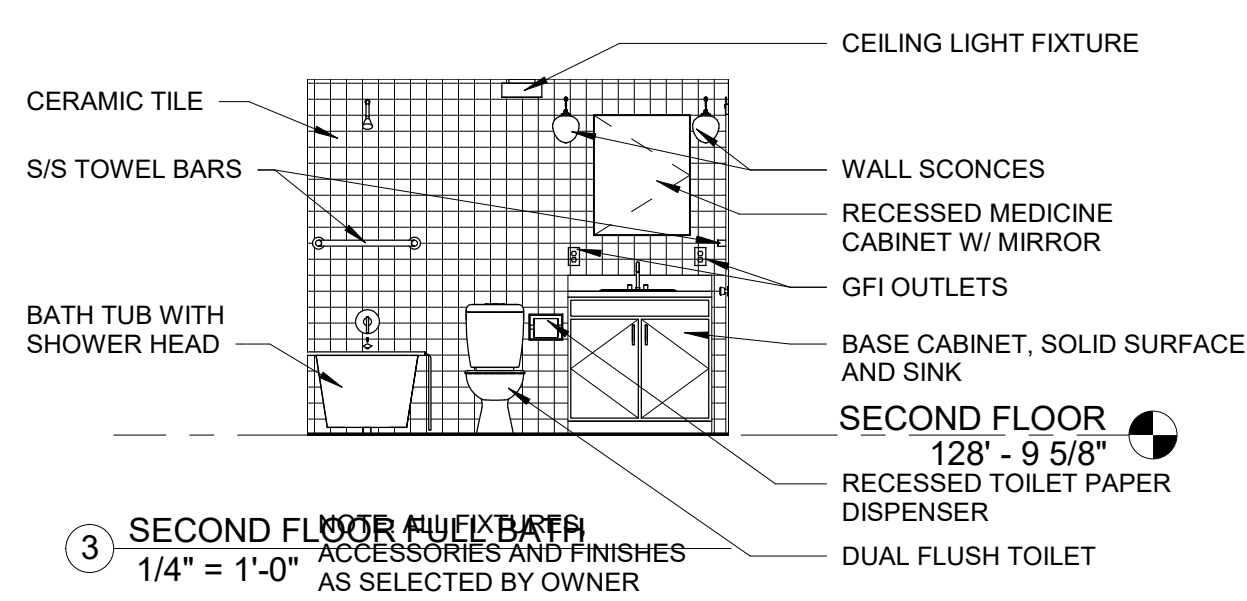 CEILING LIGHT FIXTURE
CERAMIC TILE
S/S TOWEL BARS
WALL SCONCES
RECESSED MEDICINE
CABINET W/ MIRROR
GFI OUTLETS
BATH TUB WITH
SHOWER HEAD
BASE CABINET, SOLID SURFACE
AND SINK
SECOND FLOOR
128' - 9 5/8"
RECESSED TOILET PAPER
DISPENSER
DUAL FLUSH TOILET
3
SECOND FLOOR FULL BATH
1/4" = 1'-0"
NOTE: ALL FIXTURES,
ACCESSORIES AND FINISHES
AS SELECTED BY OWNER